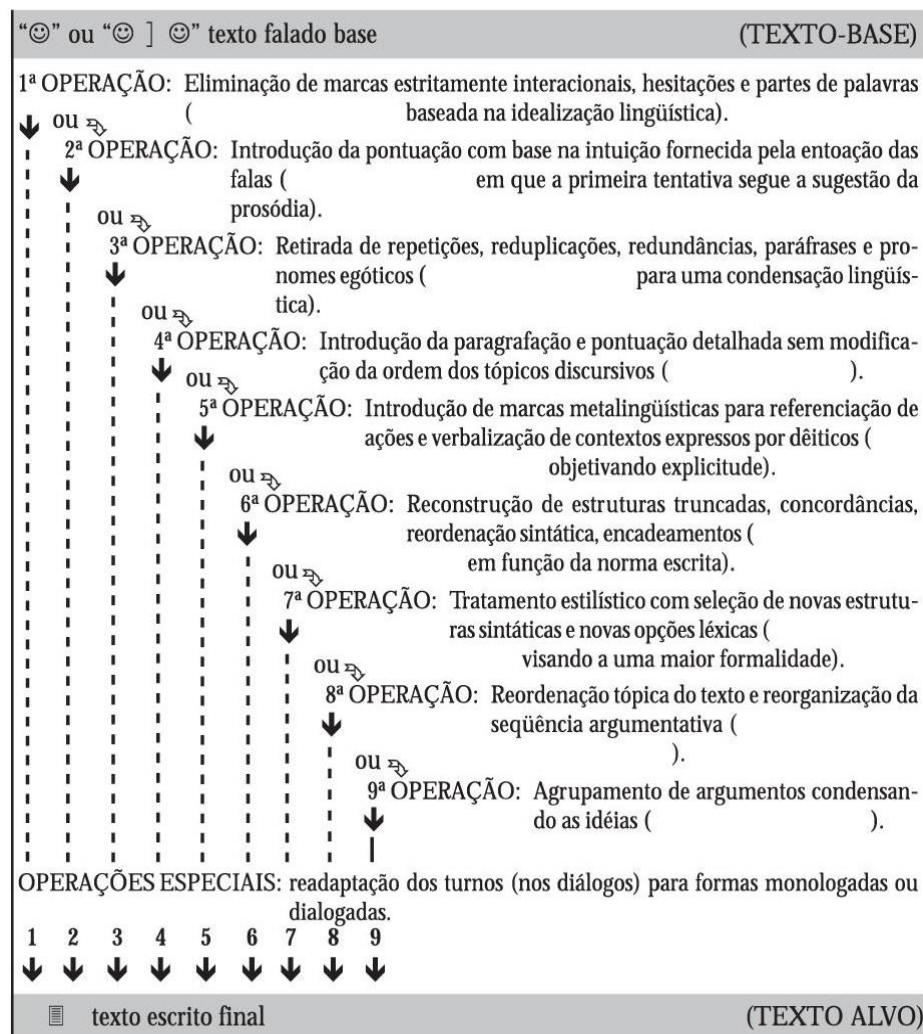 “☺” ou “☺ ] ☺” texto falado base (TEXTO-BASE)
1ª OPERAÇÃO: Eliminação de marcas estritamente interacionais, hesitações e partes de palavras
( baseada na idealização lingüística).
ou
2ª OPERAÇÃO: Introdução da pontuação com base na intuição fornecida pela entoação das
falas ( em que a primeira tentativa segue a sugestão da
prosódia).
ou
3ª OPERAÇÃO: Retirada de repetições, reduplicações, redundâncias, paráfrases e pro-
nomes egóticos ( para uma condensação lingüís-
tica).
ou
4ª OPERAÇÃO: Introdução da paragrafação e pontuação detalhada sem modifica-
ção da ordem dos tópicos discursivos ( ).
ou
5ª OPERAÇÃO: Introdução de marcas metalingüísticas para referenciação de
ações e verbalização de contextos expressos por dêiticos (
objetivando explicitude).
ou
6ª OPERAÇÃO: Reconstrução de estruturas truncadas, concordâncias,
reordenação sintática, encadeamentos (
em função da norma escrita).
ou
7ª OPERAÇÃO: Tratamento estilístico com seleção de novas estrutu-
ras sintáticas e novas opções léxicas (
visando a uma maior formalidade).
ou
8ª OPERAÇÃO: Reordenação tópica do texto e reorganização da
seqüência argumentativa (
).
ou
9ª OPERAÇÃO: Agrupamento de argumentos condensan-
do as idéias ( ).
OPERAÇÕES ESPECIAIS: readaptação dos turnos (nos diálogos) para formas monologadas ou
dialogadas.
1 2 3 4 5 6 7 8 9
texto escrito final (TEXTO ALVO)